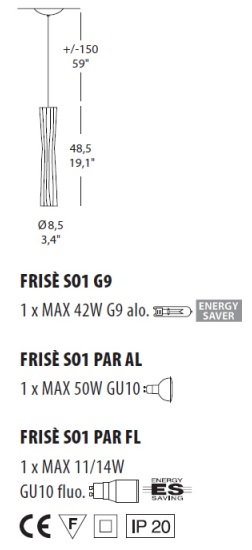 +/-150
59"
48,5
19,1"
Ø8,5
3,4"
FRISÈ S01 G9
1 x MAX 42W G9 alo. ENERGY SAVER
FRISÈ S01 PAR AL
1 x MAX 50W GU10
FRISÈ S01 PAR FL
1 x MAX 11/14W
GU10 fluo. ENERGY ES SAVING
CE F IP 20